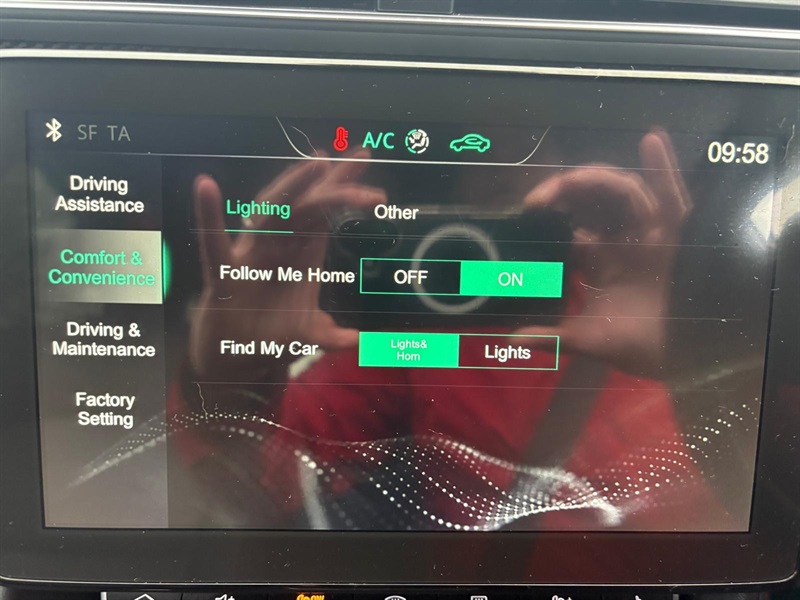 SF TA
A/C
09:58
Driving
Assistance
Comfort &
Convenience
Driving &
Maintenance
Factory
Setting
Lighting
Other
Follow Me Home
OFF
ON
Find My Car
Lights&
Horn
Lights